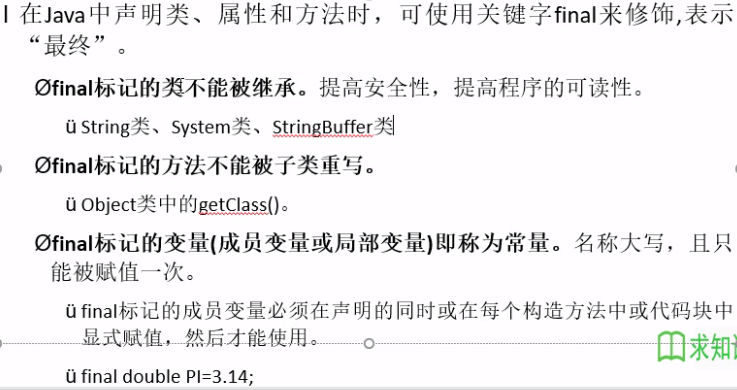 l 在Java中声明类、属性和方法时，可使用关键字final来修饰,表示
“最终”。
Øfinal标记的类不能被继承。提高安全性，提高程序的可读性。
ü String类、System类、StringBuffer类
Øfinal标记的方法不能被子类重写。
ü Object类中的getClass()。
Øfinal标记的变量(成员变量或局部变量)即称为常量。名称大写，且只
能被赋值一次。
ü final标记的成员变量必须在声明的同时或在每个构造方法中或代码块中
显式赋值，然后才能使用。
求知
ü final double PI=3.14;